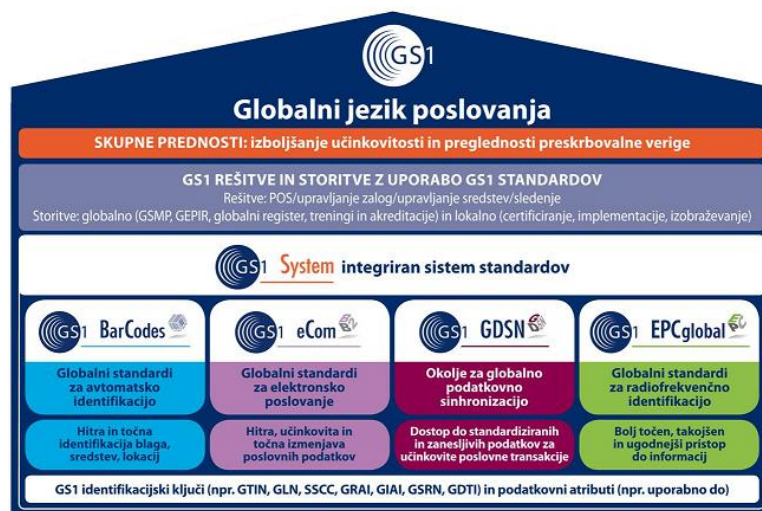 GS1
Globalni jezik poslovanja
SKUPNE PREDNOSTI: izboljšanje učinkovitosti in preglednosti preskrbovalne verige
GS1 REŠITVE IN STORITVE Z UPORABO GS1 STANDARDOV
Rešitve: POS/upravljanje zalog/upravljanje sredstev/sledenje
Storitve: globalno (GSMP, GEPIR, globalni register, treningi in akreditacije) in lokalno (certificiranje, implementacije, izobraževanje)
GS1 System integriran sistem standardov
GS1 BarCodes
Globalni standardi
za avtomatsko
identifikacijo
Hitra in točna
identifikacija blaga,
sredstev, lokacij
GS1 eCom
Globalni standardi
za elektronsko
poslovanje
Hitra, učinkovita in
točna izmenjava
poslovnih podatkov
GS1 GDSN
Okolje za globalno
podatkovno
sinhronizacijo
Dostop do standardiziranih
in zanesljivih podatkov za
učinkovite poslovne transakcije
GS1 EPCglobal
Globalni standardi
za radiofrekvenčno
identifikacijo
Bolj točen, takojšen
in ugodnejši pristop
do informacij
GS1 identifikacijski ključi (npr. GTIN, GLN, SSCC, GRAI, GIAI, GSRN, GDTI) in podatkovni atributi (npr. uporabno do)